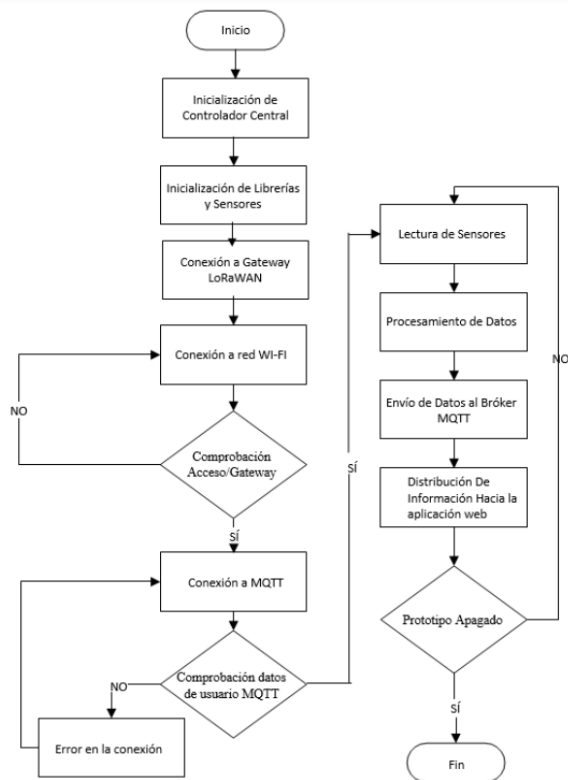 Inicio
Inicialización de
Controlador Central
Inicialización de Librerías
y Sensores
Conexión a Gateway
LoRaWAN
Conexión a red WI-FI
NO
Comprobación
Acceso/Gateway
SÍ
Conexión a MQTT
Comprobación datos
de usuario MQTT
NO
Error en la conexión
SÍ
Lectura de Sensores
Procesamiento de Datos
Envío de Datos al Bróker
MQTT
Distribución De
Información Hacia la
aplicación web
Prototipo Apagado
NO
SÍ
Fin